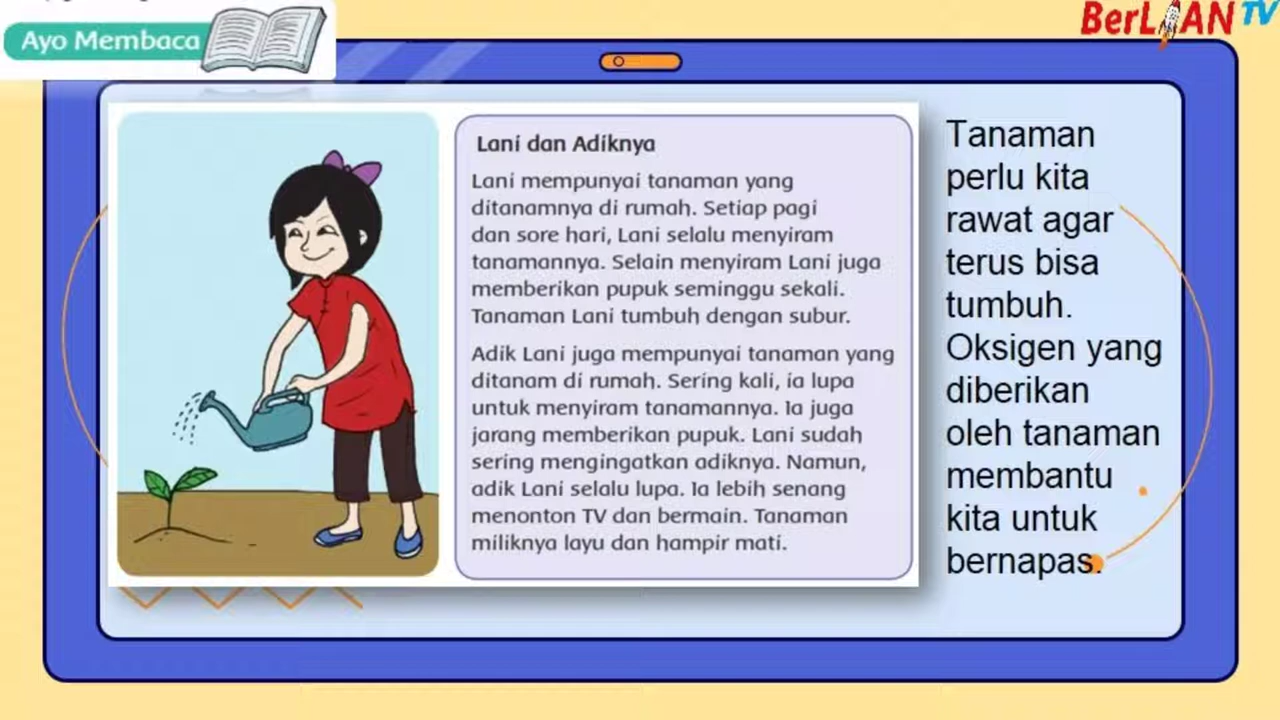 Ayo Membaca
BerLIAN TV
Lani dan Adiknya
Lani mempunyai tanaman yang
ditanamnya di rumah. Setiap pagi
dan sore hari, Lani selalu menyiram
tanamannya. Selain menyiram Lani juga
memberikan pupuk seminggu sekali.
Tanaman Lani tumbuh dengan subur.
Adik Lani juga mempunyai tanaman yang
ditanam di rumah. Sering kali, ia lupa
untuk menyiram tanamannya. Ia juga
jarang memberikan pupuk. Lani sudah
sering mengingatkan adiknya. Namun,
adik Lani selalu lupa. Ia lebih senang
menonton TV dan bermain. Tanaman
miliknya layu dan hampir mati.
Tanaman
perlu kita
rawat agar
terus bisa
tumbuh.
Oksigen yang
diberikan
oleh tanaman
membantu
kita untuk
bernapas.